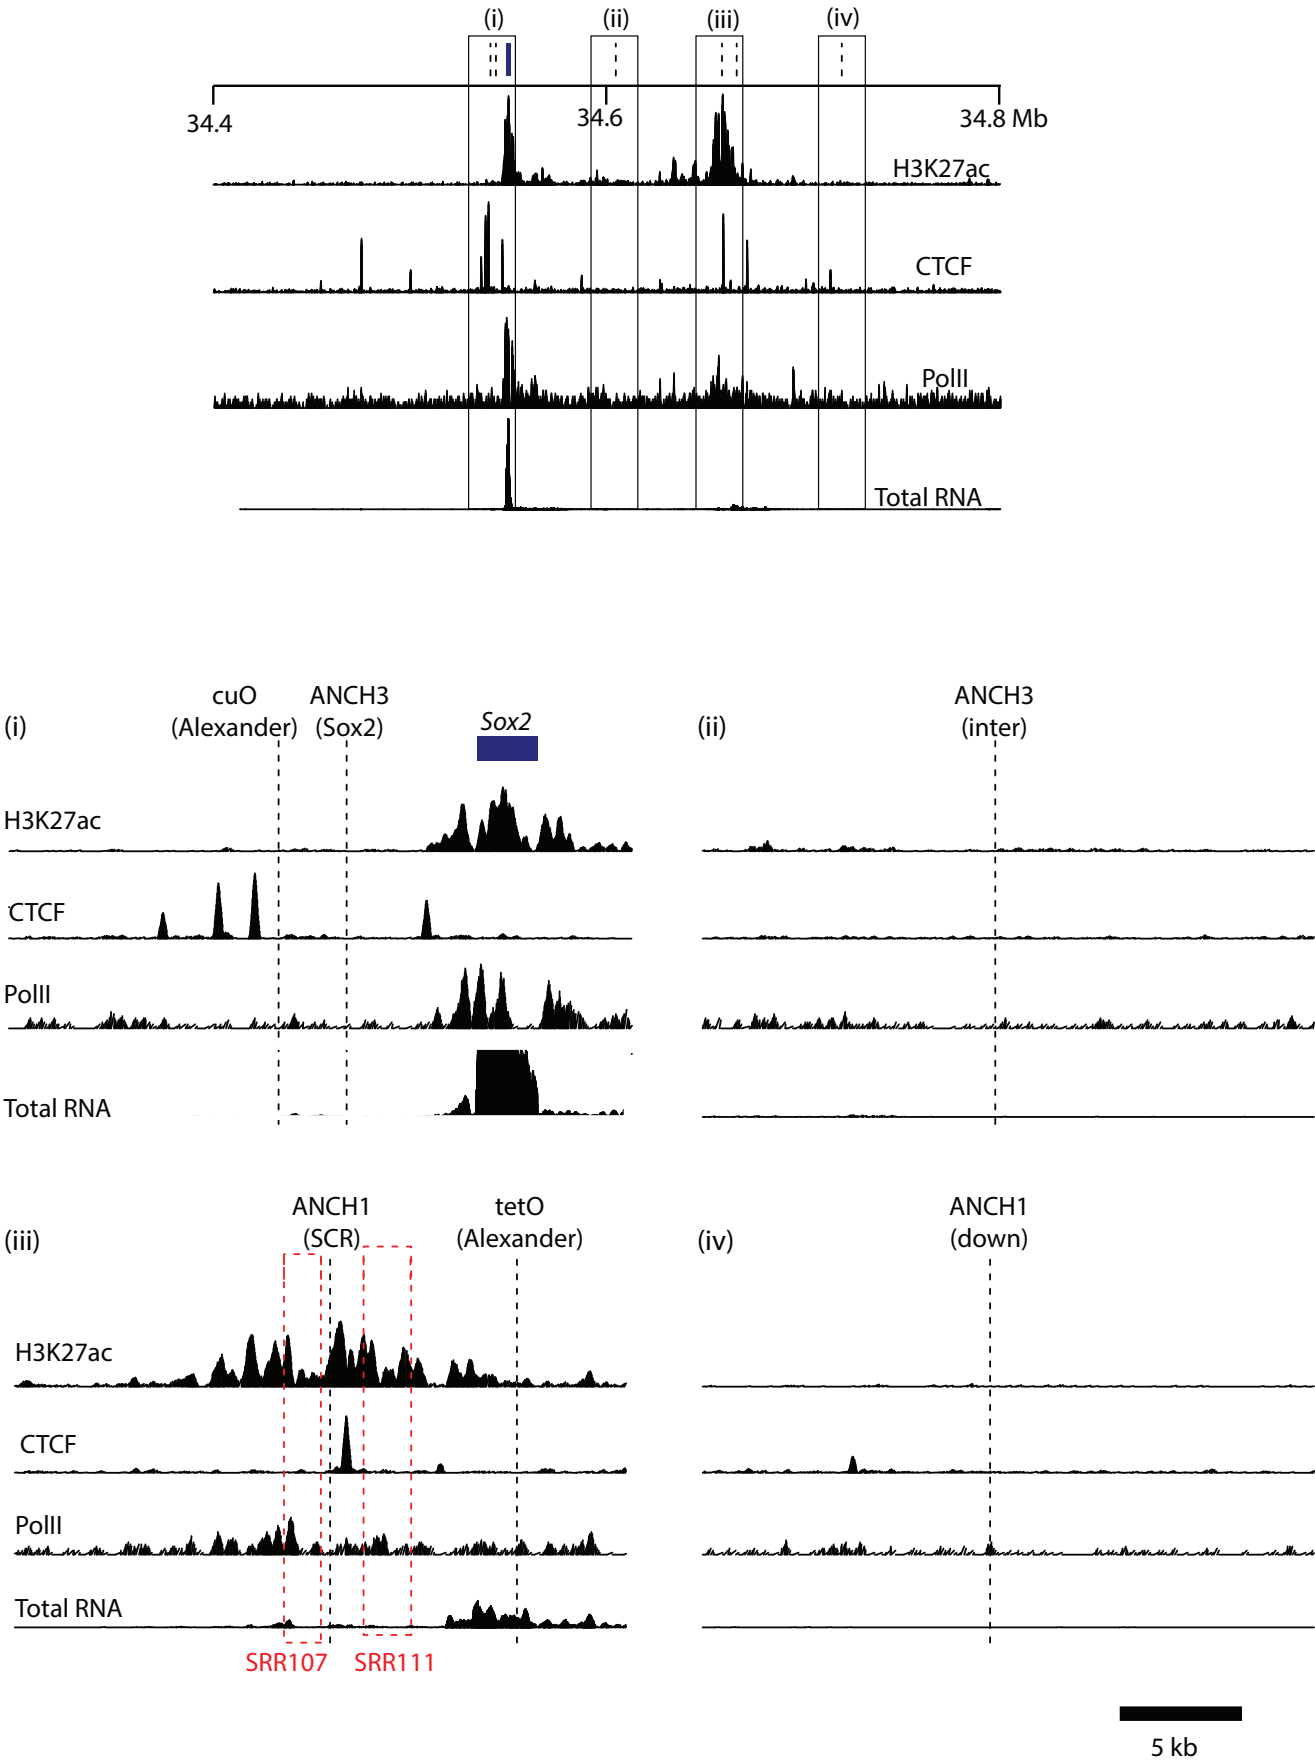 (i) (ii) (iii) (iv)
34.4 34.6 34.8 Mb
H3K27ac
CTCF
PolII
Total RNA
(i)
cuO
(Alexander)
ANCH3
(Sox2)
Sox2
H3K27ac
CTCF
PolII
Total RNA
(ii)
ANCH3
(inter)
(iii)
ANCH1
(SCR)
tetO
(Alexander)
H3K27ac
CTCF
PolII
Total RNA
SRR107 SRR111
(iv)
ANCH1
(down)
5 kb